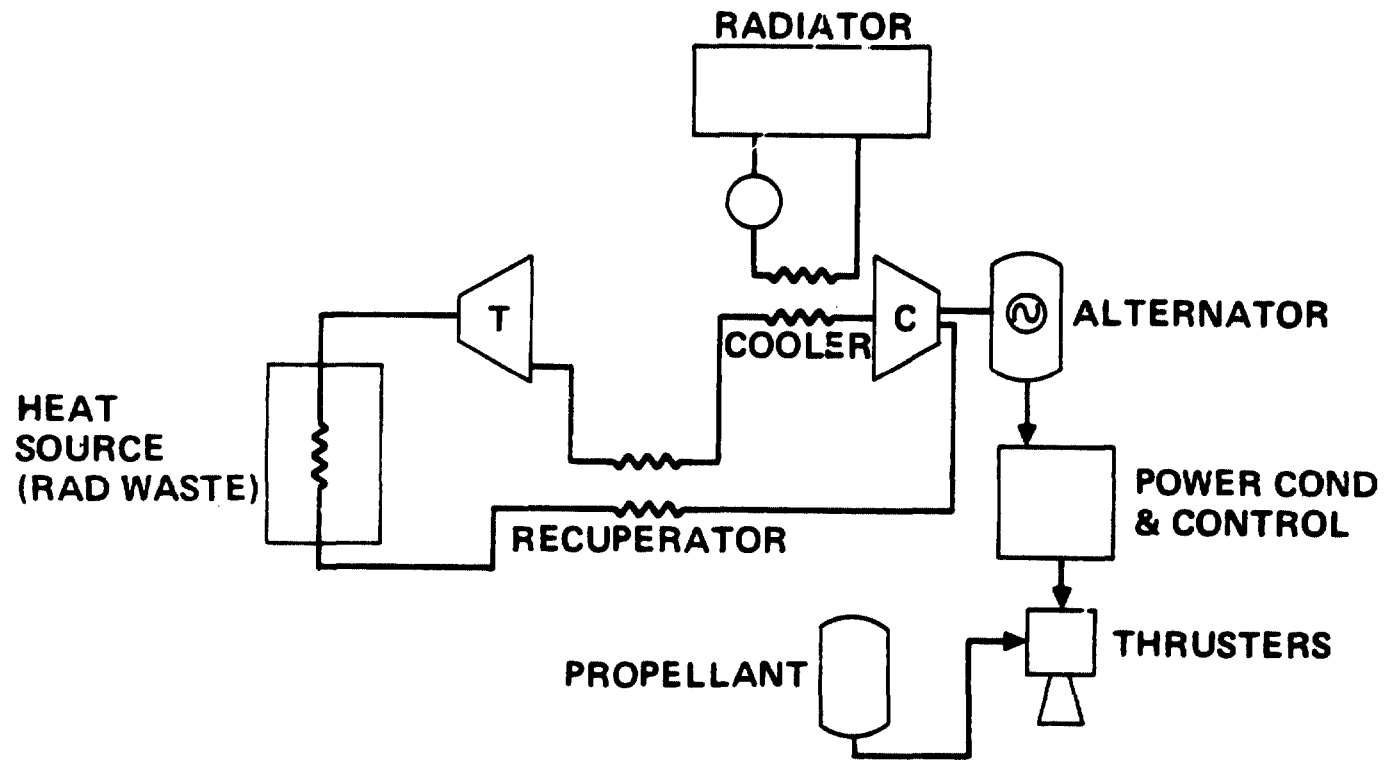 RADIATOR
T
COOLER
C
ALTERNATOR
HEAT
SOURCE
(RAD WASTE)
POWER COND
& CONTROL
RECUPERATOR
PROPELLANT
THRUSTERS